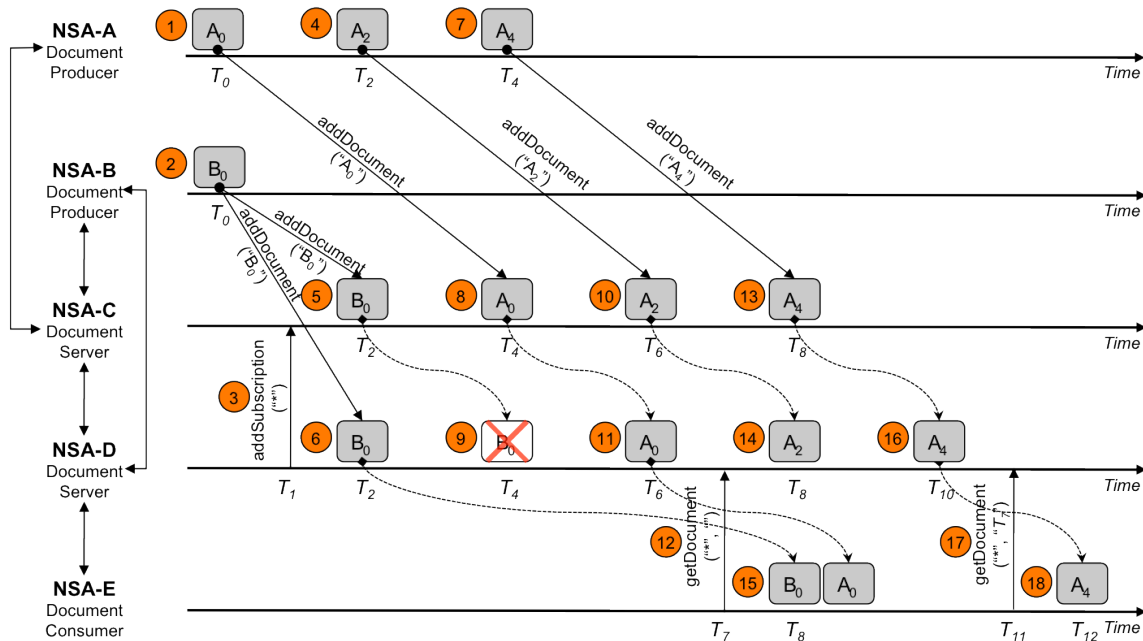 NSA-A
Document
Producer
1
A0
4
A2
7
A4
T0
T2
T4
Time
addDocument
("A0")
addDocument
("A2")
addDocument
("A4")
NSA-B
Document
Producer
2
B0
T0
Time
addDocument
("B0")
addDocument
("B0")
NSA-C
Document
Server
5
B0
8
A0
10
A2
13
A4
T2
T4
T6
T8
Time
3
addSubscription
("*")
NSA-D
Document
Server
6
B0
9
B0
11
A0
14
A2
16
A4
T1
T2
T4
T6
T8
T10
Time
12
getDocument
("*", "")
17
getDocument
("*", "T7")
NSA-E
Document
Consumer
15
B0
A0
18
A4
T7
T8
T11
T12
Time